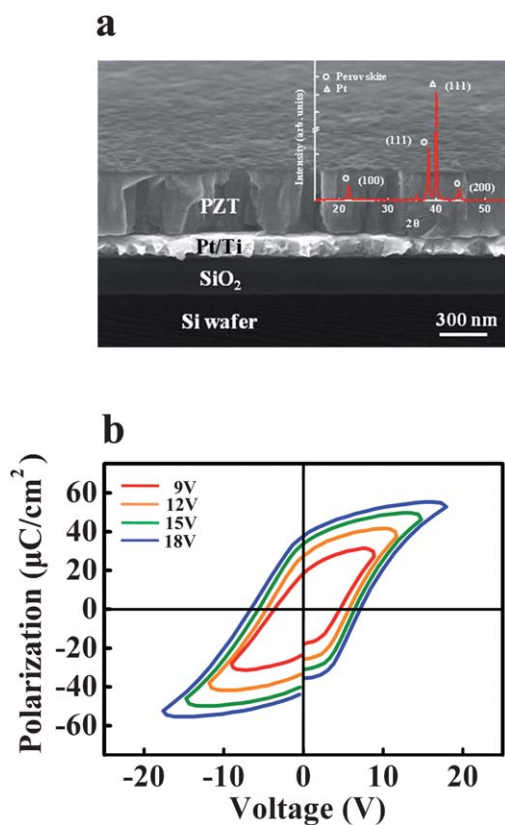 a
Perovskite
Pt
(111)
(111)
(100)
(200)
Intensity (arb. units)
20
30
40
50
2θ
PZT
Pt/Ti
SiO₂
Si wafer
300 nm
b
9V
12V
15V
18V
Polarization (μC/cm²)
60
40
20
0
-20
-40
-60
-20
-10
0
10
20
Voltage (V)